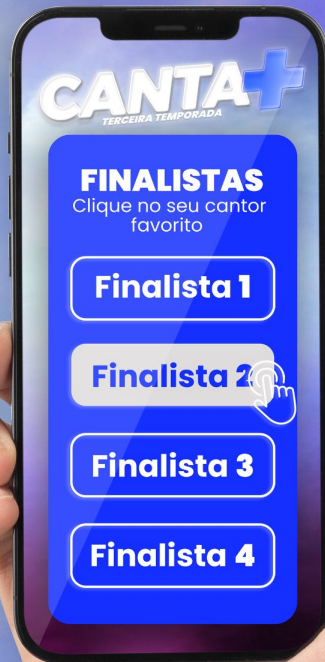 CANTA+
TERCEIRA TEMPORADA
FINALISTAS
Clique no seu cantor
favorito
Finalista 1
Finalista 2
Finalista 3
Finalista 4